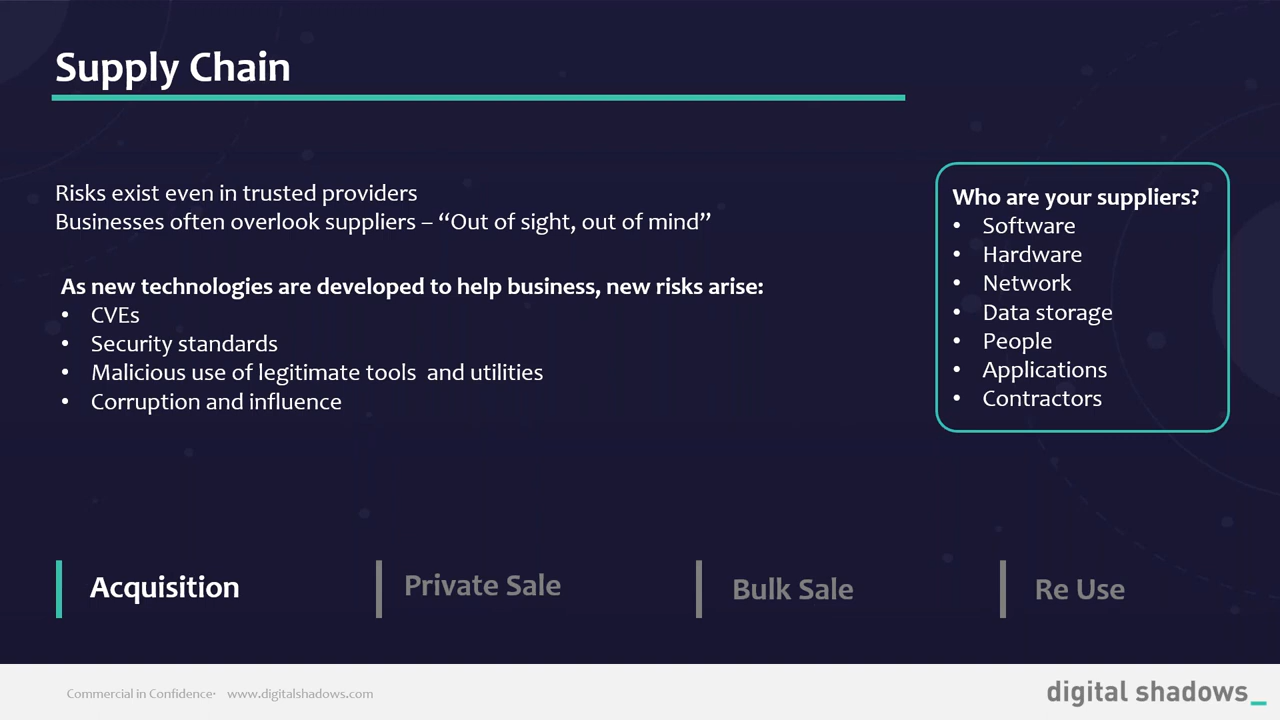 Supply Chain
Risks exist even in trusted providers
Businesses often overlook suppliers – “Out of sight, out of mind”
As new technologies are developed to help business, new risks arise:
• CVEs
• Security standards
• Malicious use of legitimate tools  and utilities
• Corruption and influence
Who are your suppliers?
• Software
• Hardware
• Network
• Data storage
• People
• Applications
• Contractors
Acquisition
Private Sale
Bulk Sale
Re Use
Commercial in Confidence· www.digitalshadows.com
digital shadows_